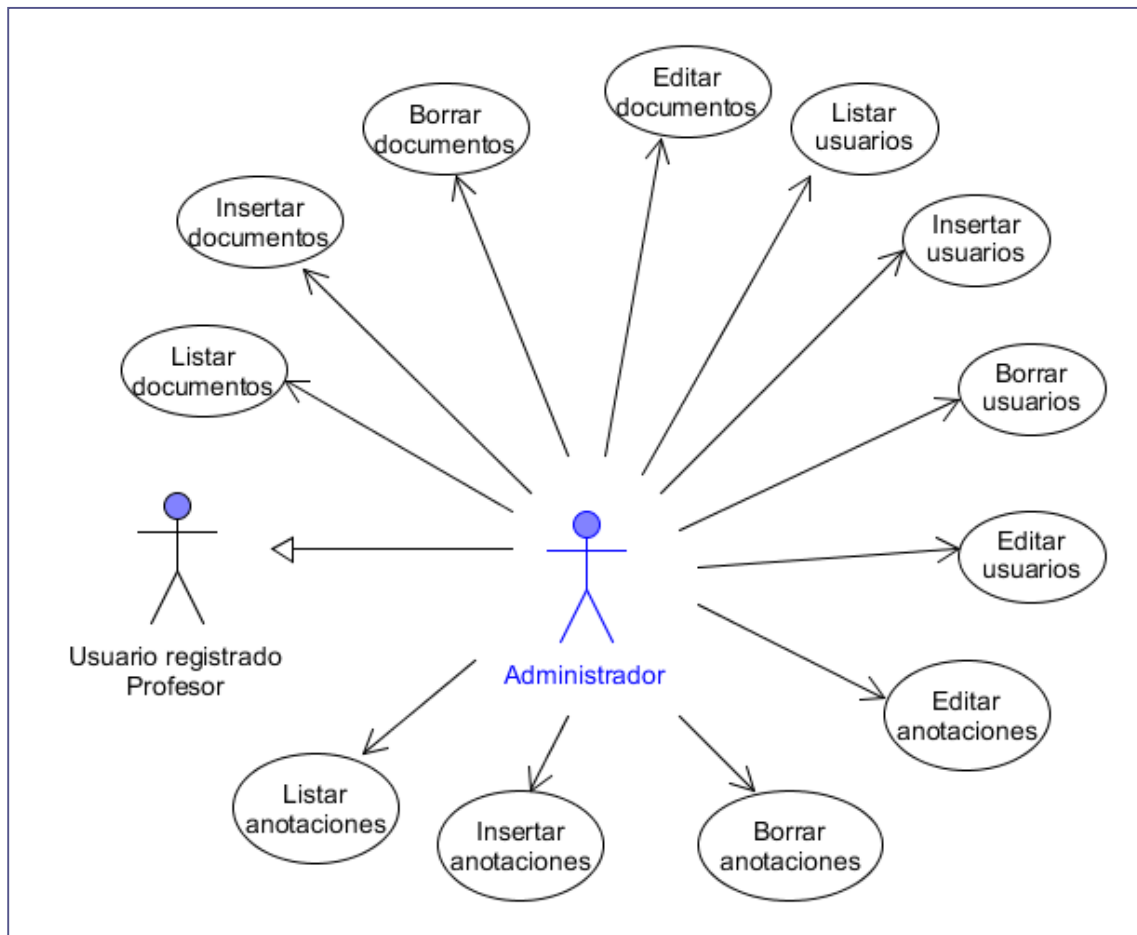 Editar
documentos
Borrar
documentos
Listar
usuarios
Insertar
documentos
Insertar
usuarios
Listar
documentos
Borrar
usuarios
Editar
usuarios
Usuario registrado
Profesor
Administrador
Editar
anotaciones
Listar
anotaciones
Insertar
anotaciones
Borrar
anotaciones